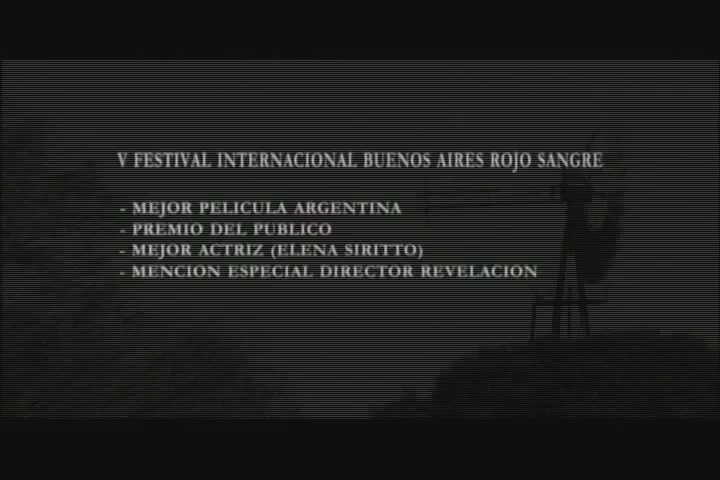 V FESTIVAL INTERNACIONAL BUENOS AIRES ROJO SANGRE
- MEJOR PELICULA ARGENTINA
- PREMIO DEL PUBLICO
- MEJOR ACTRIZ (ELENA SIRITTO)
- MENCION ESPECIAL DIRECTOR REVELACION